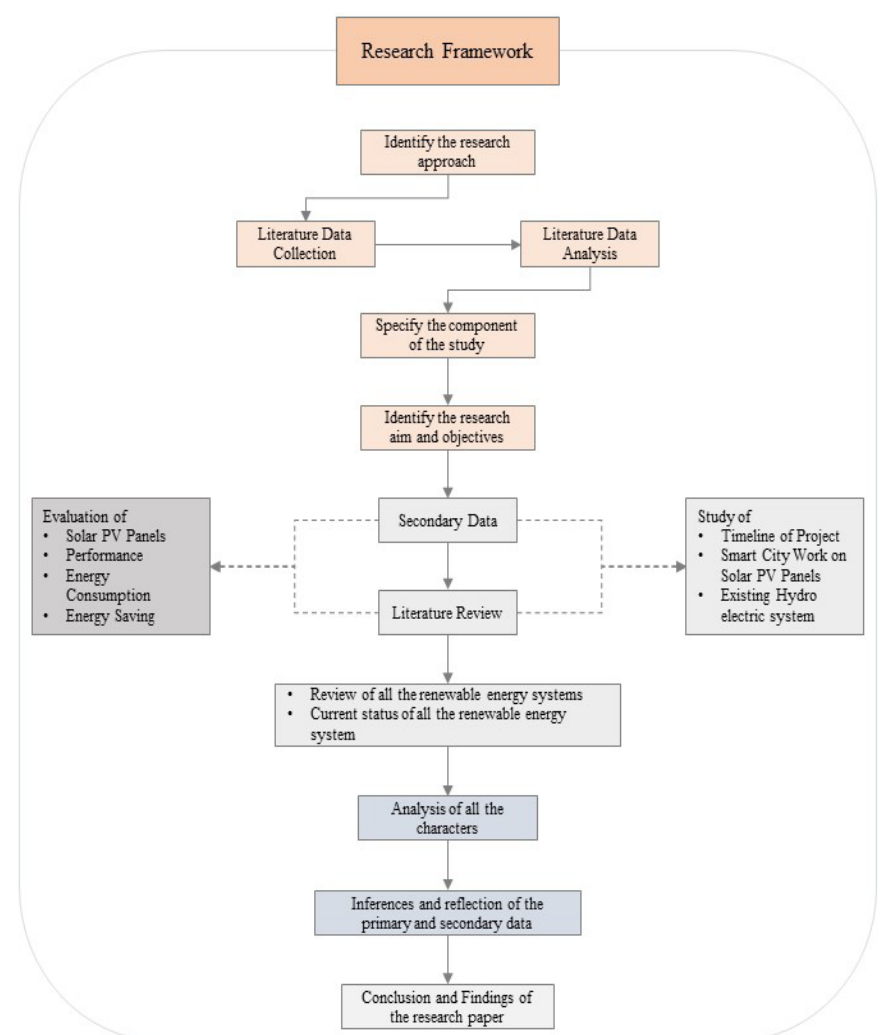 Research Framework
Identify the research
approach
Literature Data
Collection
Literature Data
Analysis
Specify the component
of the study
Identify the research
aim and objectives
Evaluation of
• Solar PV Panels
• Performance
• Energy
Consumption
• Energy Saving
Secondary Data
Literature Review
Study of
• Timeline of Project
• Smart City Work on
Solar PV Panels
• Existing Hydro
electric system
• Review of all the renewable energy systems
• Current status of all the renewable energy
system
Analysis of all the
characters
Inferences and reflection of the
primary and secondary data
Conclusion and Findings of
the research paper